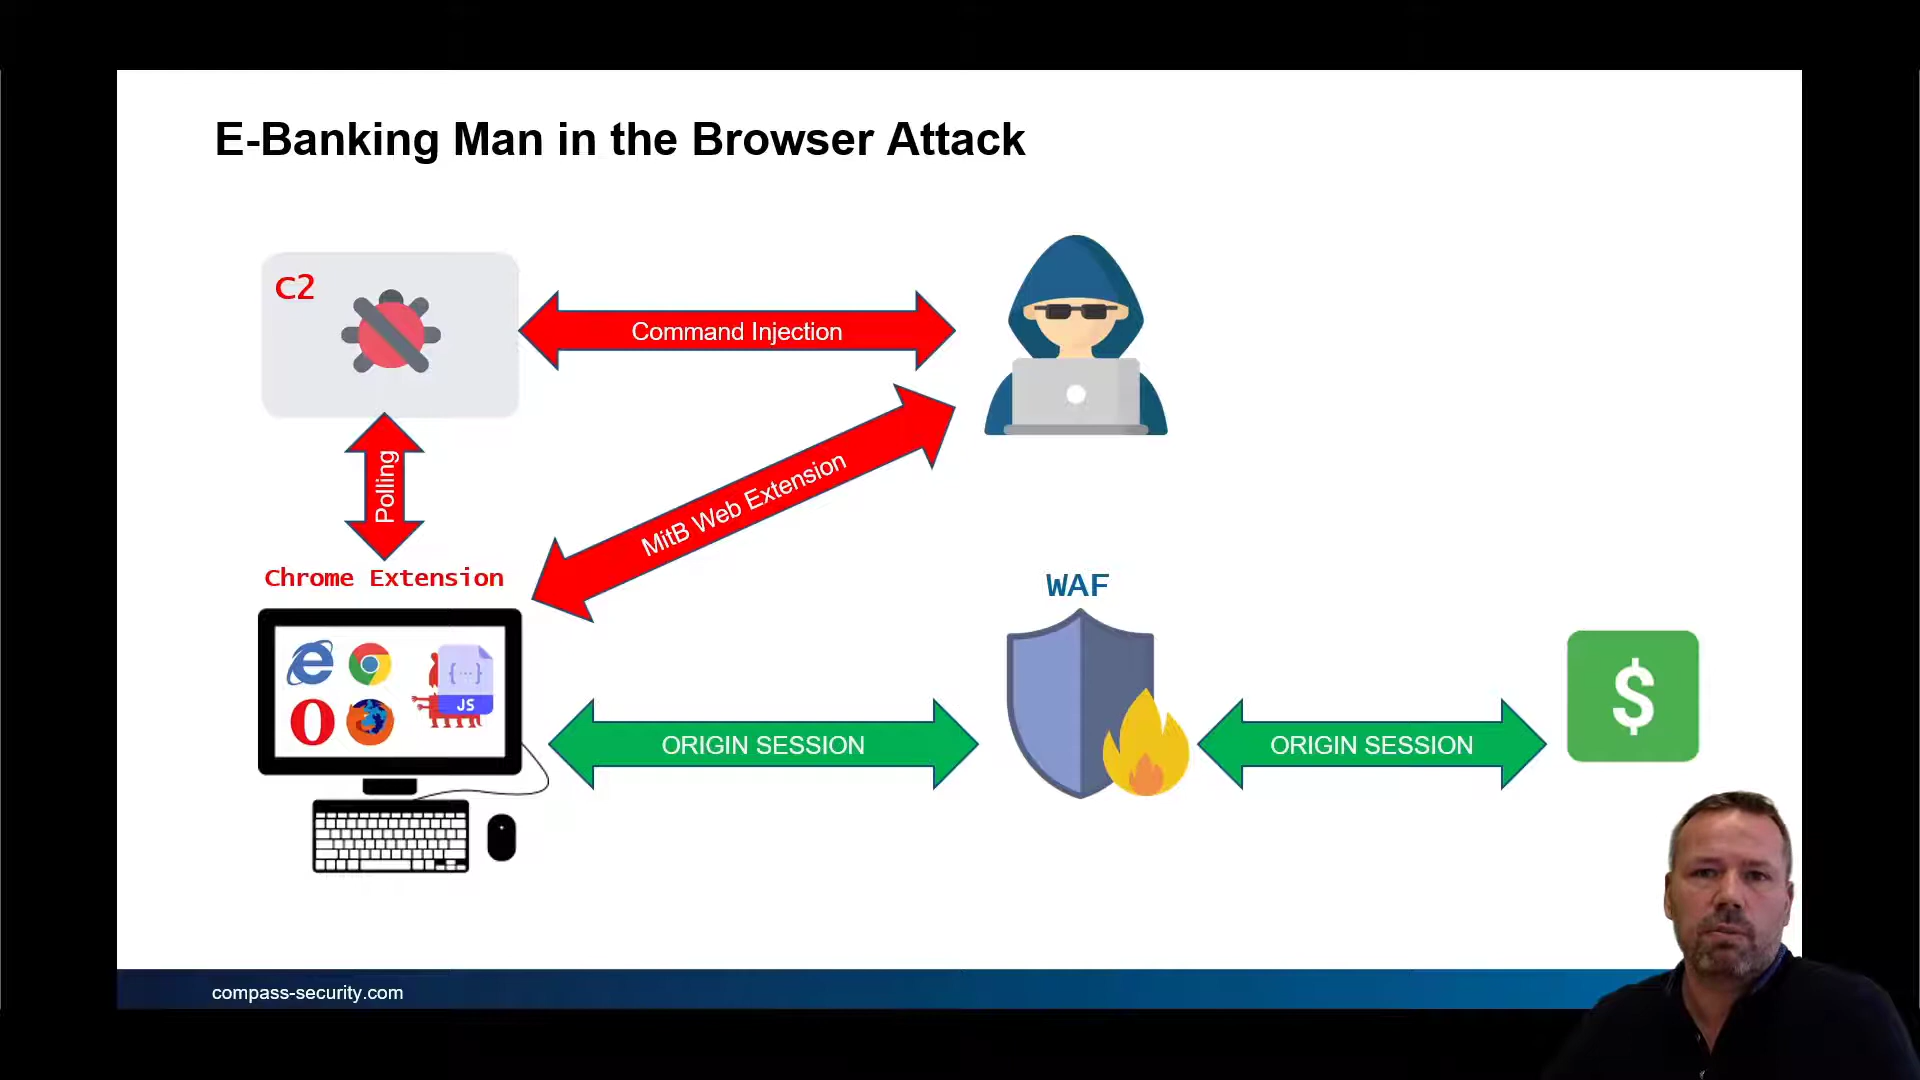 E-Banking Man in the Browser Attack
C2
Command Injection
Polling
MitB Web Extension
Chrome Extension
WAF
{...}
JS
ORIGIN SESSION
ORIGIN SESSION
$
compass-security.com